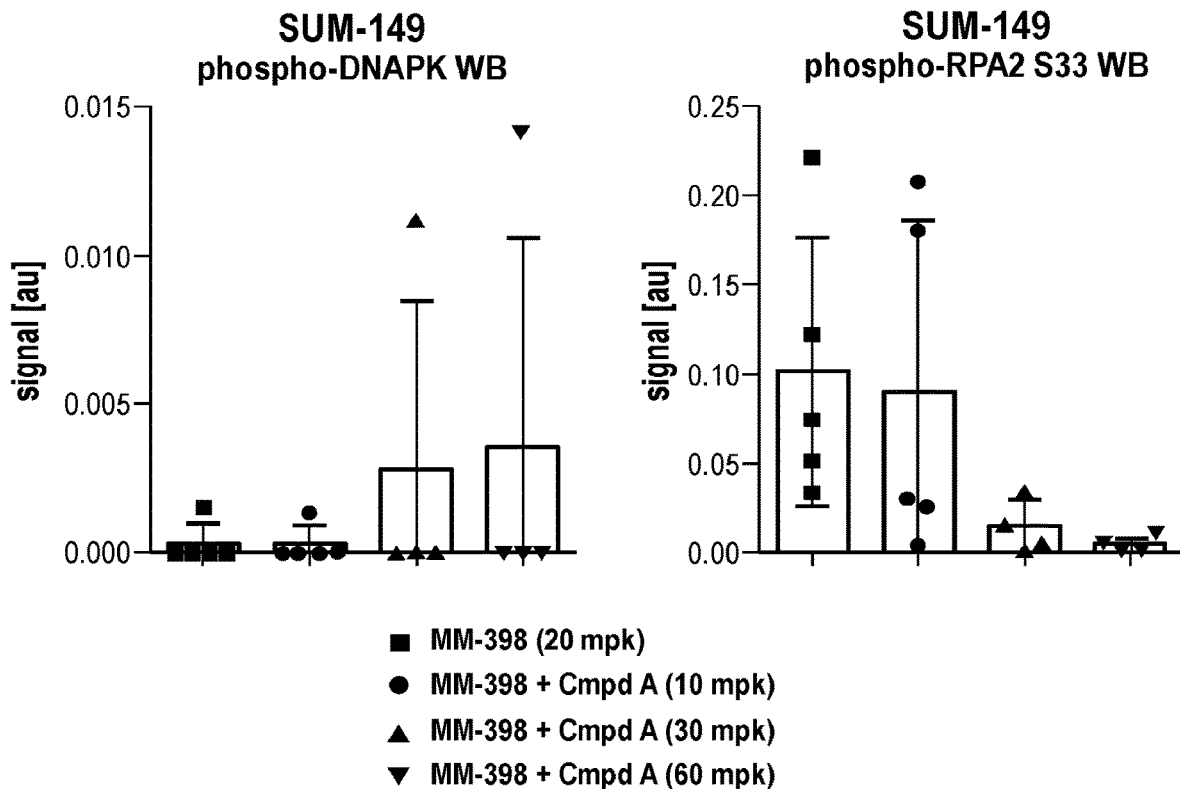 SUM-149
phospho-DNAPK WB
signal [au]
0.015
0.010
0.005
0.000
SUM-149
phospho-RPA2 S33 WB
signal [au]
0.25
0.20
0.15
0.10
0.05
0.00
MM-398 (20 mpk)
MM-398 + Cmpd A (10 mpk)
MM-398 + Cmpd A (30 mpk)
MM-398 + Cmpd A (60 mpk)